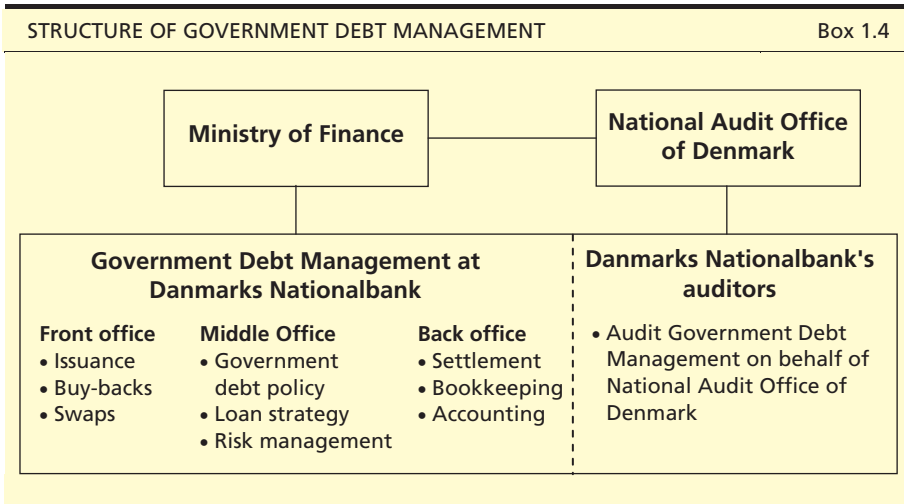 STRUCTURE OF GOVERNMENT DEBT MANAGEMENT Box 1.4
Ministry of Finance
National Audit Office
of Denmark
Government Debt Management at
Danmarks Nationalbank
Front office
• Issuance
• Buy-backs
• Swaps
Middle Office
• Government
debt policy
• Loan strategy
• Risk management
Back office
• Settlement
• Bookkeeping
• Accounting
Danmarks Nationalbank's
auditors
• Audit Government Debt
Management on behalf of
National Audit Office of
Denmark